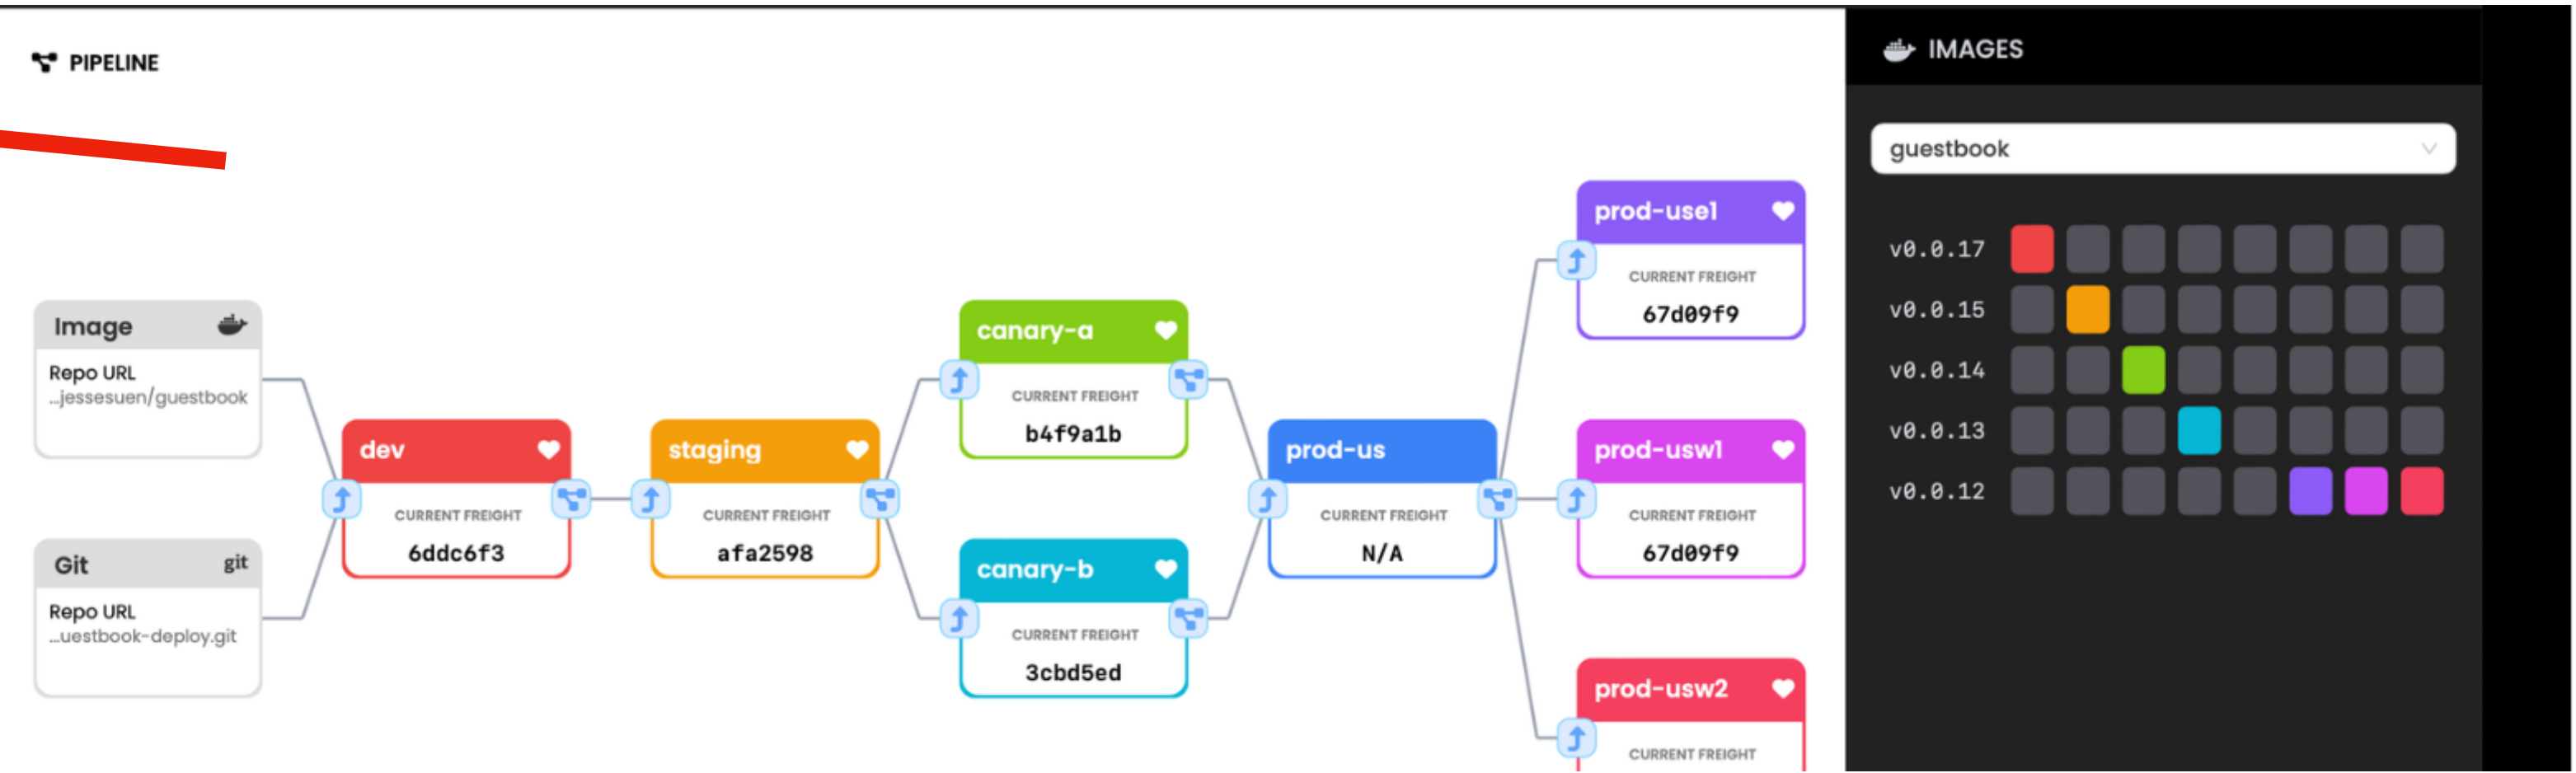 PIPELINE
Image
Repo URL
...jessesuen/guestbook
Git git
Repo URL
...uestbook-deploy.git
dev
CURRENT FREIGHT
6ddc6f3
staging
CURRENT FREIGHT
afa2598
canary-a
CURRENT FREIGHT
b4f9a1b
canary-b
CURRENT FREIGHT
3cbd5ed
prod-us
CURRENT FREIGHT
N/A
prod-use1
CURRENT FREIGHT
67d09f9
prod-usw1
CURRENT FREIGHT
67d09f9
prod-usw2
CURRENT FREIGHT
IMAGES
guestbook
v0.0.17
v0.0.15
v0.0.14
v0.0.13
v0.0.12